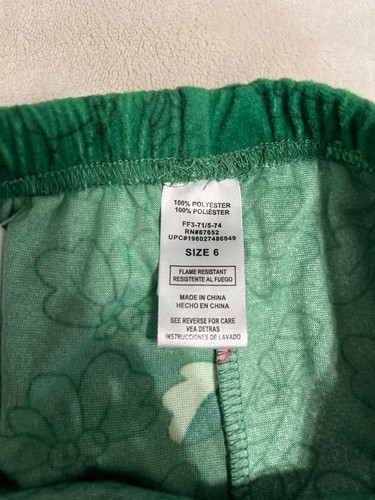 100% POLYESTER
100% POLIÉSTER
FF3-71/5-74
RN#87652
UPC#196027486849
SIZE 6
FLAME RESISTANT
RESISTENTE AL FUEGO
MADE IN CHINA
HECHO EN CHINA
SEE REVERSE FOR CARE
VEA DETRAS
INSTRUCCIONES DE LAVADO